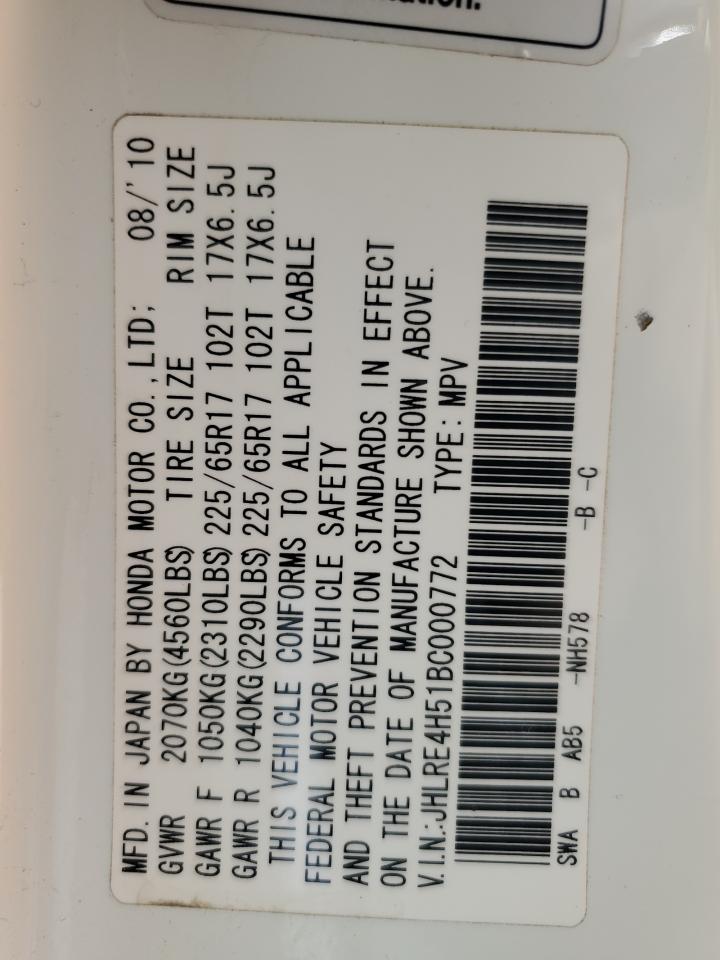 mation.
MFD. IN JAPAN BY HONDA MOTOR CO., LTD; 08/'10
GVWR 2070KG(4560LBS) TIRE SIZE RIM SIZE
GAWR F 1050KG(2310LBS) 225/65R17 102T 17X6.5J
GAWR R 1040KG(2290LBS) 225/65R17 102T 17X6.5J
THIS VEHICLE CONFORMS TO ALL APPLICABLE
FEDERAL MOTOR VEHICLE SAFETY
AND THEFT PREVENTION STANDARDS IN EFFECT
ON THE DATE OF MANUFACTURE SHOWN ABOVE.
V.I.N.:JHLRE4H51BC000772 TYPE: MPV
SWA B AB5 -NH578 -B -C